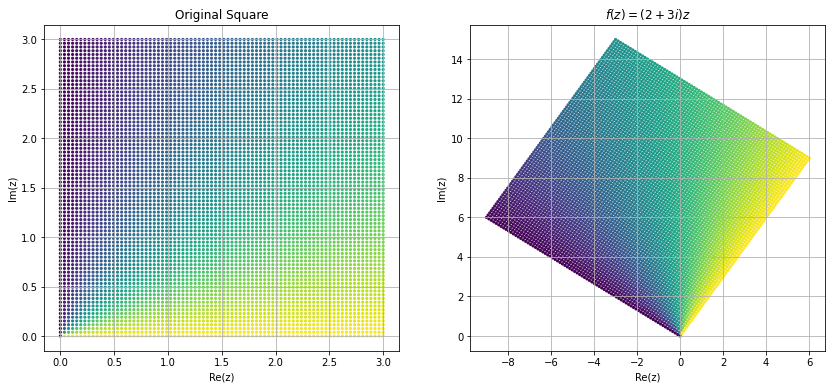 Original Square
3.0
2.5
2.0
1.5
1.0
0.5
0.0
Im(z)
0.0 0.5 1.0 1.5 2.0 2.5 3.0
Re(z)
f(z) = (2 + 3i)z
14
12
10
8
6
4
2
0
Im(z)
−8 −6 −4 −2 0 2 4 6
Re(z)